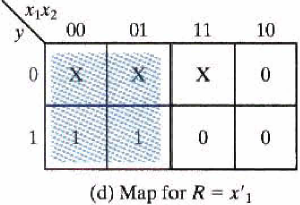 x₁x₂
y 00 01 11 10
0 X X X 0
1 1 1 0 0
(d) Map for R = x'₁